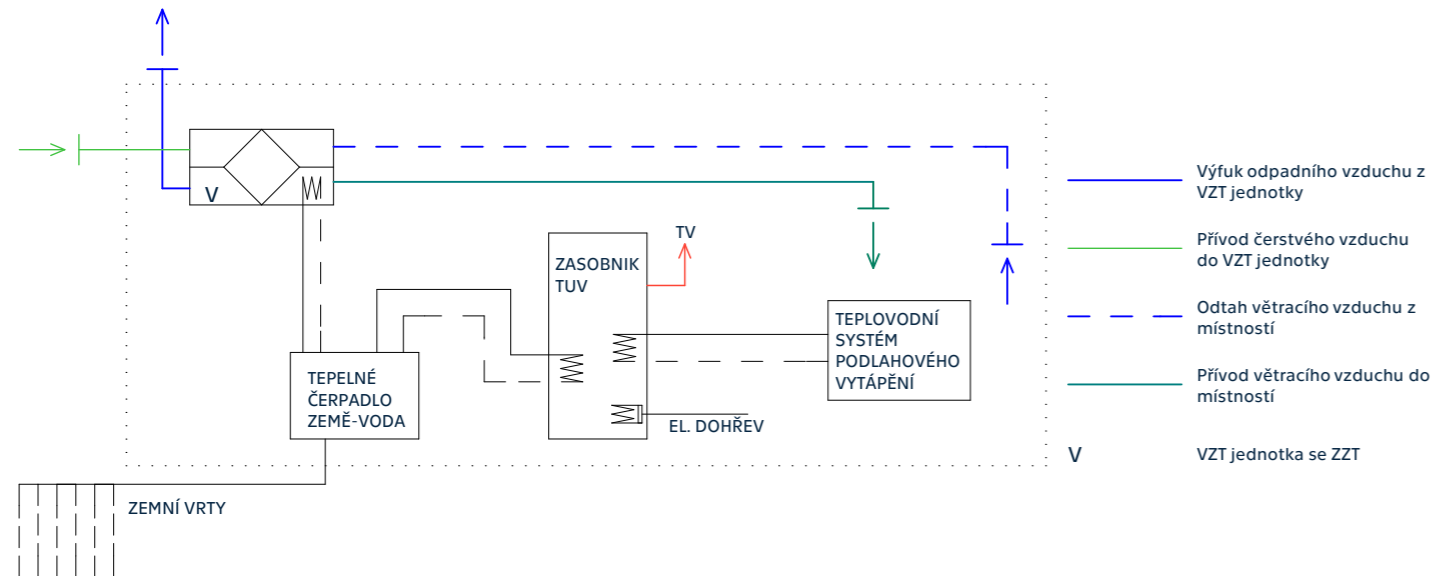 V
ZASOBNIK
TUV
TV
TEPLOVODNÍ
SYSTÉM
PODLAHOVÉHO
VYTÁPĚNÍ
TEPELNÉ
ČERPADLO
ZEMĚ-VODA
EL. DOHŘEV
ZEMNÍ VRTY
Výfuk odpadního vzduchu z
VZT jednotky
Přívod čerstvého vzduchu
do VZT jednotky
Odtah větracího vzduchu z
místností
Přívod větracího vzduchu do
místností
V VZT jednotka se ZZT